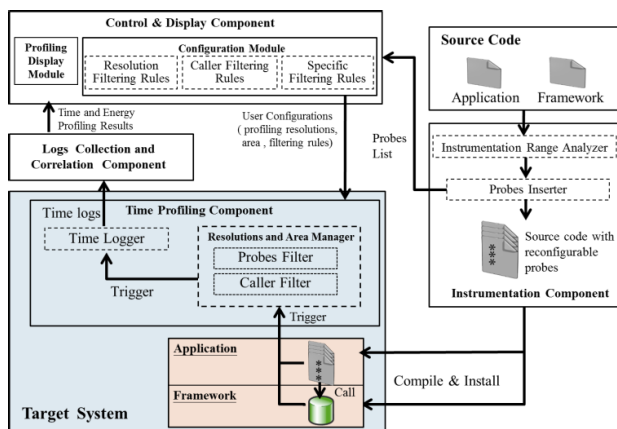 Control & Display Component
Profiling
Display
Module
Configuration Module
Resolution
Filtering Rules
Caller Filtering
Rules
Specific
Filtering Rules
Source Code
Application
Framework
Time and Energy
Profiling Results
User Configurations
( profiling resolutions,
area , filtering rules)
Probes
List
Logs Collection and
Correlation Component
Instrumentation Range Analyzer
Probes Inserter
Source code with
reconfigurable
probes
Instrumentation Component
Time logs
Time Profiling Component
Time Logger
Resolutions and Area Manager
Probes Filter
Caller Filter
Trigger
Trigger
Application
Call
Framework
Compile & Install
Target System